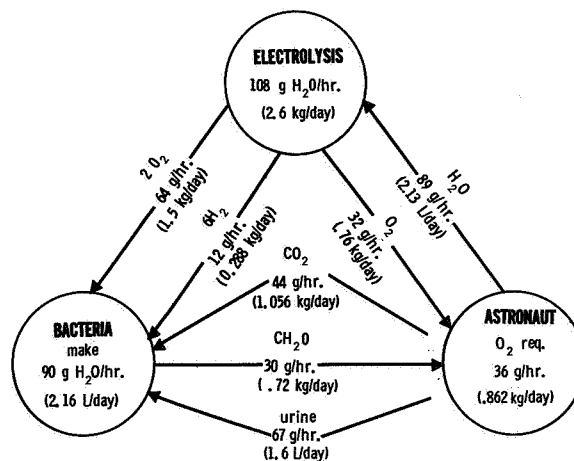 ELECTROLYSIS
108 g H2O/hr.
(2.6 kg/day)
2 O2
64 g/hr.
(1.5 kg/day)
6H2
12 g/hr.
(0.288 kg/day)
O2
32 g/hr.
(.76 kg/day)
H2O
89 g/hr.
(2.13 L/day)
CO2
44 g/hr.
(1.056 kg/day)
BACTERIA
make
90 g H2O/hr.
(2.16 L/day)
CH2O
30 g/hr.
(.72 kg/day)
ASTRONAUT
O2 req.
36 g/hr.
(.862 kg/day)
urine
67 g/hr.
(1.6 L/day)